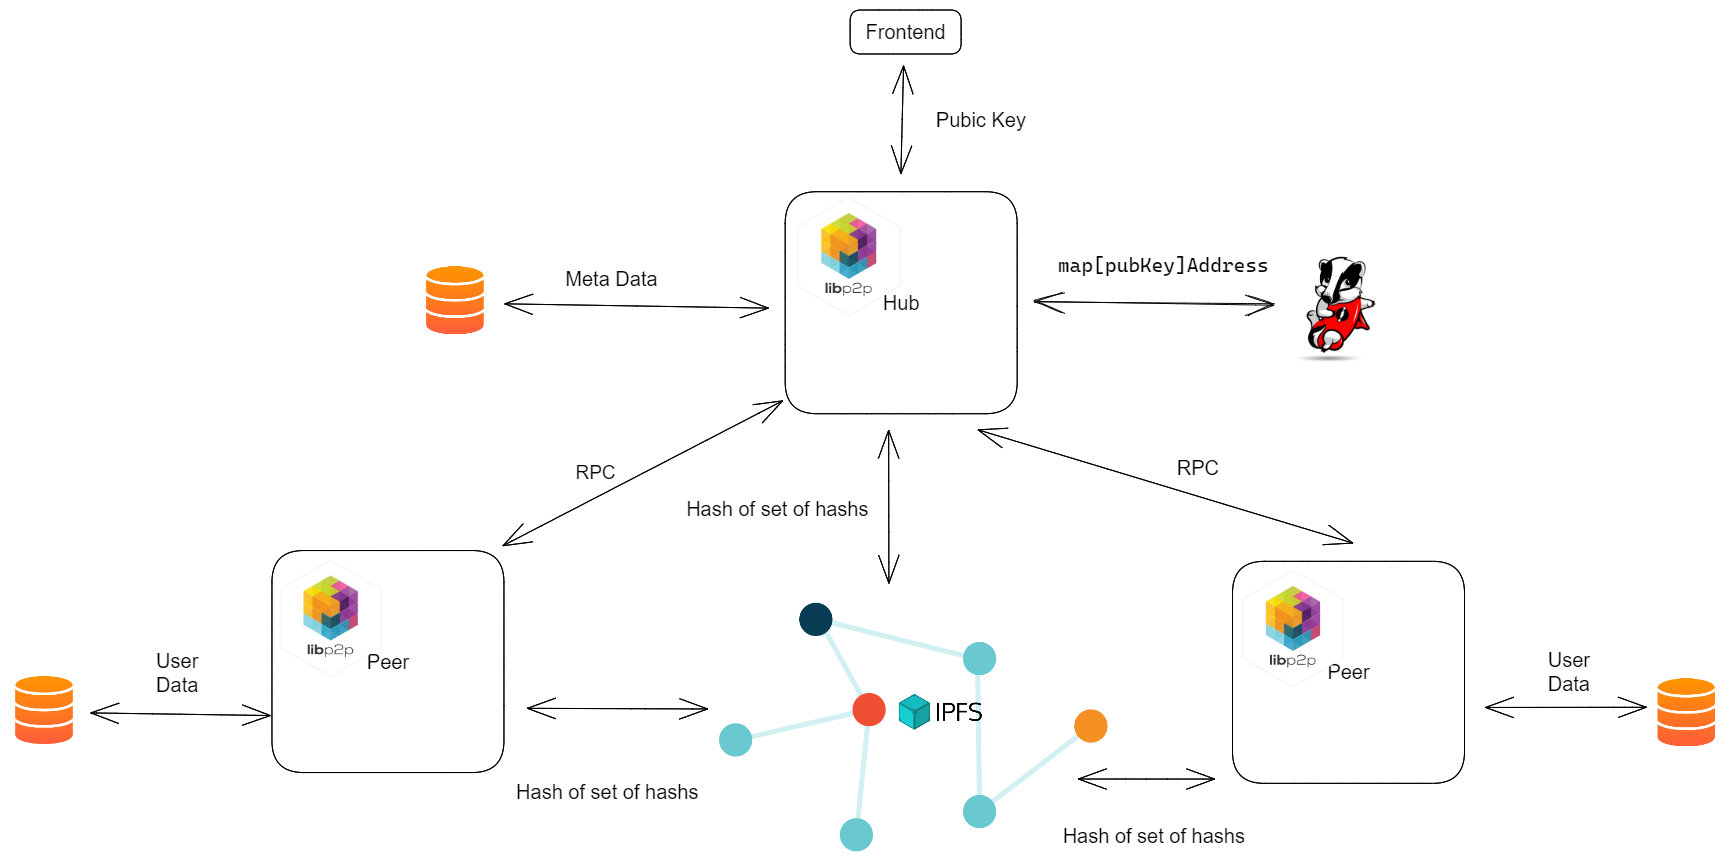 Frontend
Pubic Key
libp2p
Hub
Meta Data
map[pubKey]Address
RPC
RPC
Hash of set of hashs
libp2p
Peer
User
Data
IPFS
libp2p
Peer
User
Data
Hash of set of hashs
Hash of set of hashs